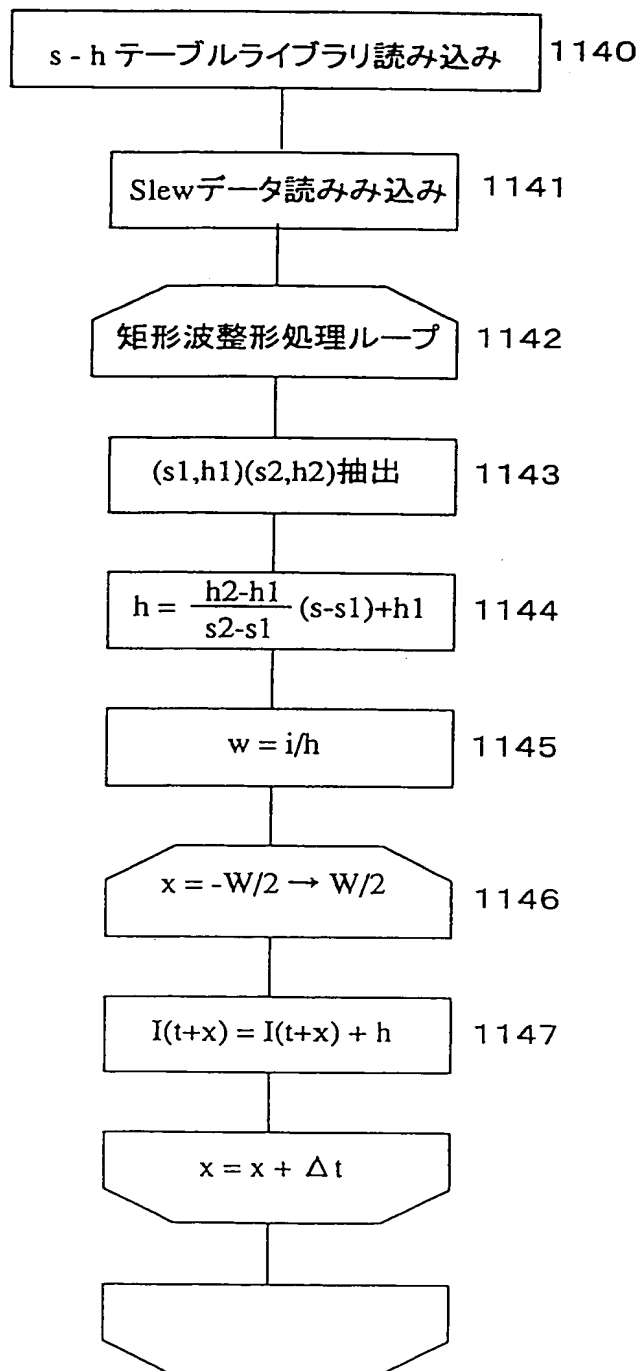 s - h テーブルライブラリ読み込み 1140
Slewデータ読みみ込み 1141
矩形波整形処理ループ 1142
(s1,h1)(s2,h2)抽出 1143
h = \frac{h2-h1}{s2-s1} (s-s1)+h1 1144
w = i/h 1145
x = -W/2 → W/2 1146
I(t+x) = I(t+x) + h 1147
x = x + Δt